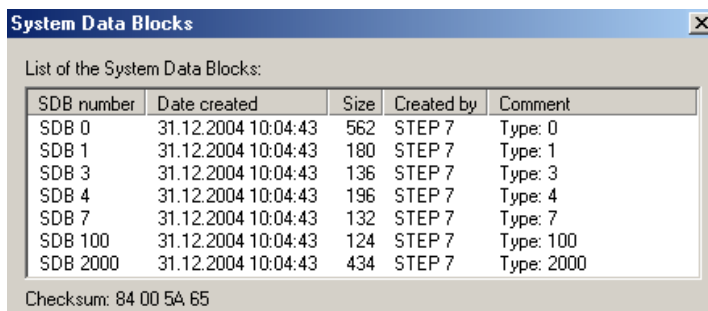 System Data Blocks
List of the System Data Blocks:
SDB number Date created Size Created by Comment
SDB 0 31.12.2004 10:04:43 562 STEP 7 Type: 0
SDB 1 31.12.2004 10:04:43 180 STEP 7 Type: 1
SDB 3 31.12.2004 10:04:43 136 STEP 7 Type: 3
SDB 4 31.12.2004 10:04:43 196 STEP 7 Type: 4
SDB 7 31.12.2004 10:04:43 132 STEP 7 Type: 7
SDB 100 31.12.2004 10:04:43 124 STEP 7 Type: 100
SDB 2000 31.12.2004 10:04:43 434 STEP 7 Type: 2000
Checksum: 84 00 5A 65